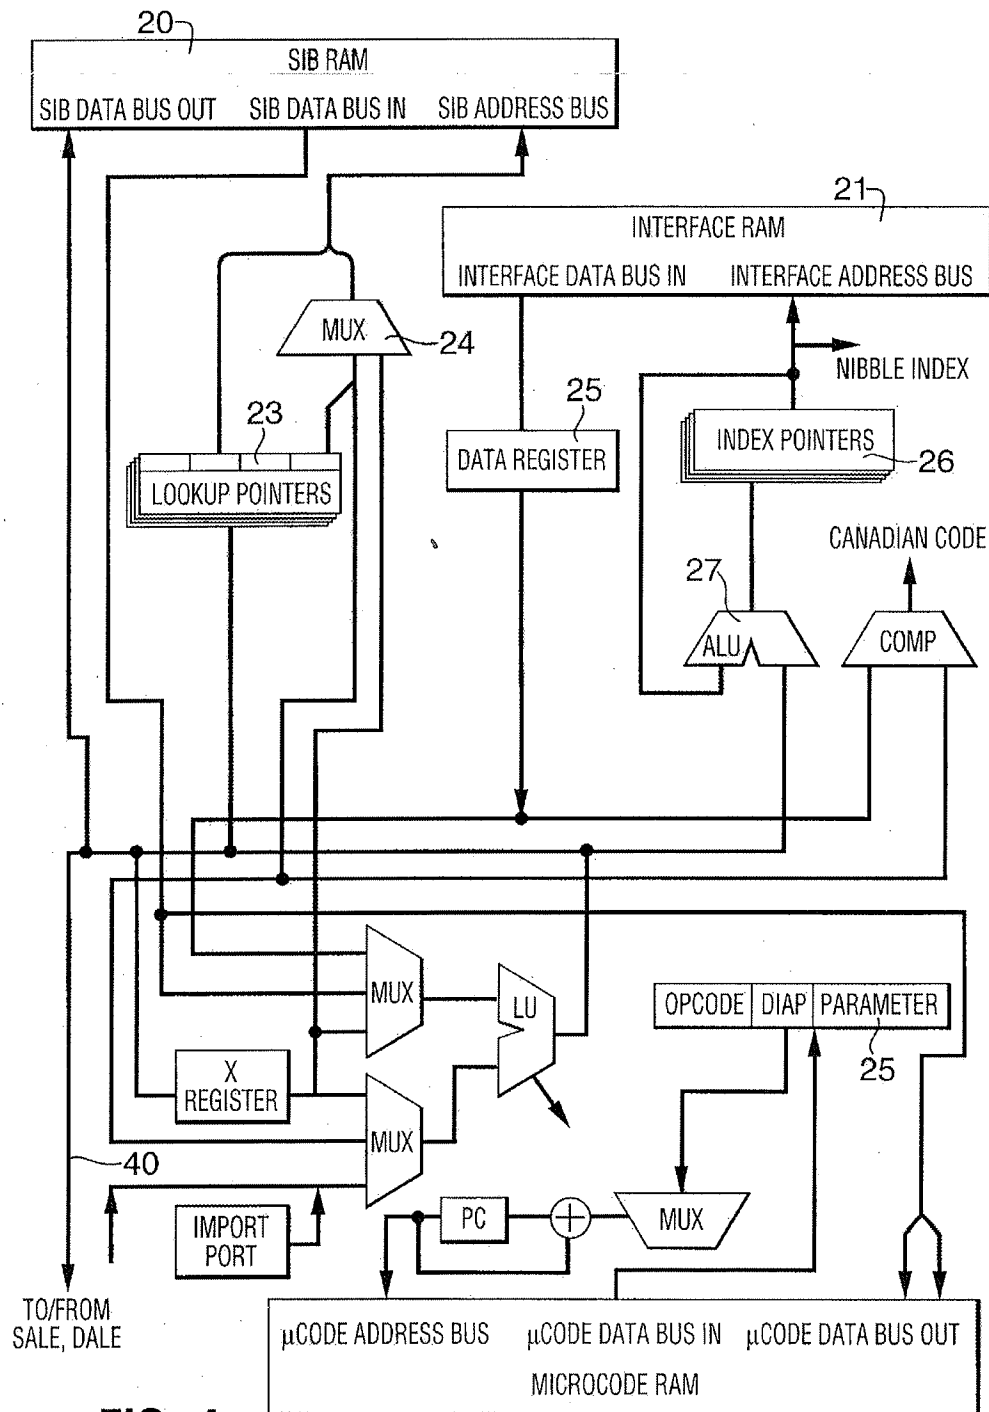 20
SIB RAM
SIB DATA BUS OUT SIB DATA BUS IN SIB ADDRESS BUS
21
INTERFACE RAM
INTERFACE DATA BUS IN INTERFACE ADDRESS BUS
MUX
24
NIBBLE INDEX
23
25
LOOKUP POINTERS
DATA REGISTER
INDEX POINTERS
26
CANADIAN CODE
27
ALU
COMP
MUX
LU
OPCODE DIAP PARAMETER
25
X
REGISTER
MUX
40
IMPORT
PORT
PC
MUX
TO/FROM
SALE, DALE
µCODE ADDRESS BUS µCODE DATA BUS IN µCODE DATA BUS OUT
MICROCODE RAM